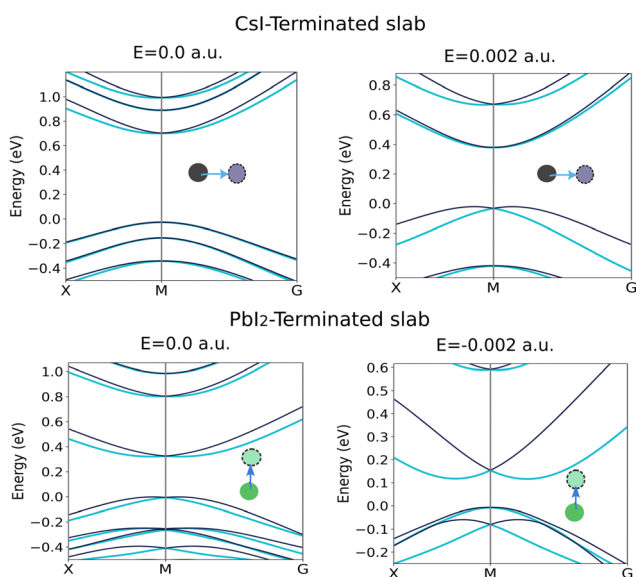 CsI-Terminated slab
E=0.0 a.u.
E=0.002 a.u.
Energy (eV)
1.0
0.8
0.6
0.4
0.2
0.0
−0.2
−0.4
X M G
Energy (eV)
0.8
0.6
0.4
0.2
0.0
−0.2
−0.4
X M G
PbI₂-Terminated slab
E=0.0 a.u.
E=-0.002 a.u.
Energy (eV)
1.0
0.8
0.6
0.4
0.2
0.0
−0.2
−0.4
X M G
Energy (eV)
0.6
0.5
0.4
0.3
0.2
0.1
0.0
−0.1
−0.2
X M G